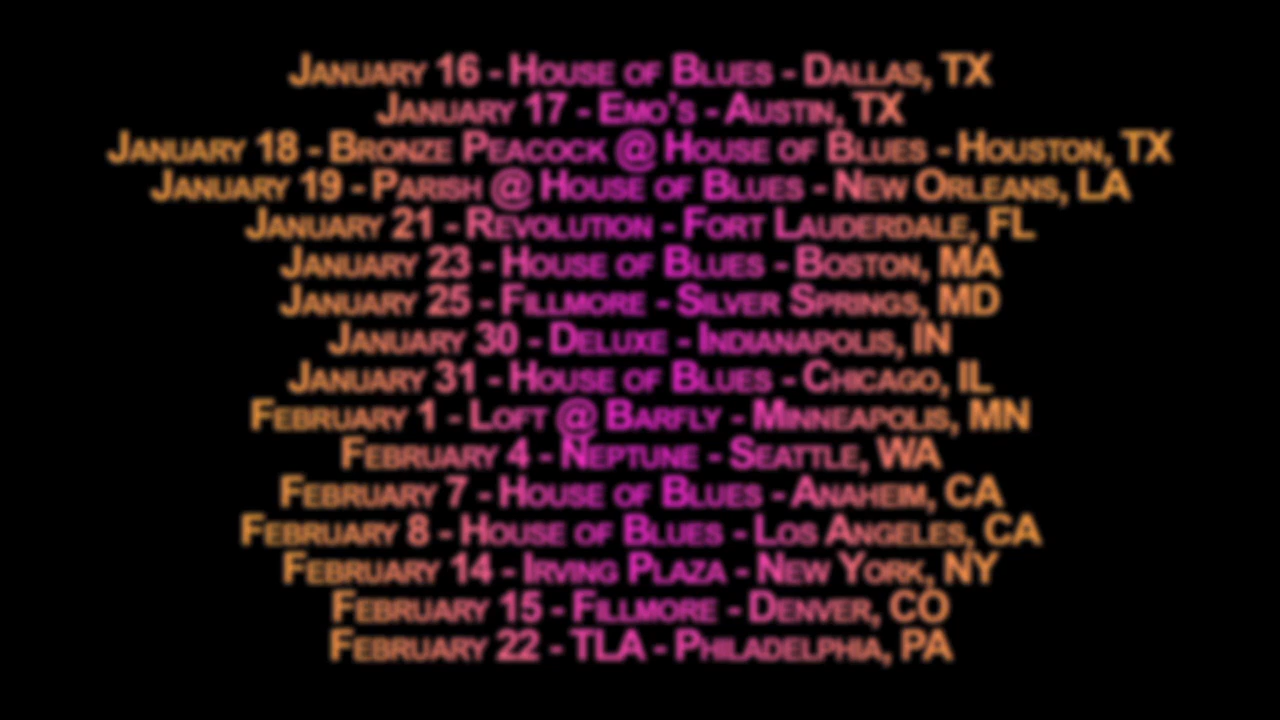 January 16 - House of Blues - Dallas, TX
January 17 - Emo's - Austin, TX
January 18 - Bronze Peacock @ House of Blues - Houston, TX
January 19 - Parish @ House of Blues - New Orleans, LA
January 21 - Revolution - Fort Lauderdale, FL
January 23 - House of Blues - Boston, MA
January 25 - Fillmore - Silver Springs, MD
January 30 - Deluxe - Indianapolis, IN
January 31 - House of Blues - Chicago, IL
February 1 - Loft @ Barfly - Minneapolis, MN
February 4 - Neptune - Seattle, WA
February 7 - House of Blues - Anaheim, CA
February 8 - House of Blues - Los Angeles, CA
February 14 - Irving Plaza - New York, NY
February 15 - Fillmore - Denver, CO
February 22 - TLA - Philadelphia, PA